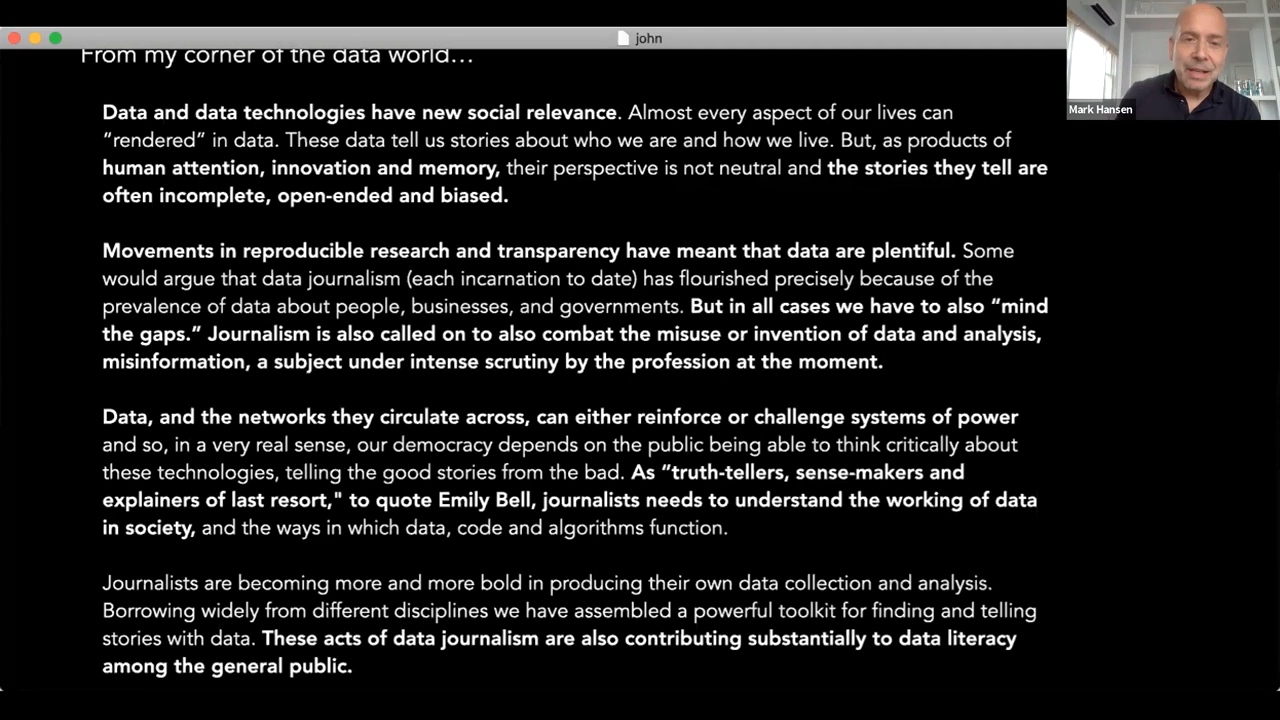 john
Mark Hansen
From my corner of the data world…
Data and data technologies have new social relevance. Almost every aspect of our lives can
“rendered” in data. These data tell us stories about who we are and how we live. But, as products of
human attention, innovation and memory, their perspective is not neutral and the stories they tell are
often incomplete, open-ended and biased.
Movements in reproducible research and transparency have meant that data are plentiful. Some
would argue that data journalism (each incarnation to date) has flourished precisely because of the
prevalence of data about people, businesses, and governments. But in all cases we have to also “mind
the gaps.” Journalism is also called on to also combat the misuse or invention of data and analysis,
misinformation, a subject under intense scrutiny by the profession at the moment.
Data, and the networks they circulate across, can either reinforce or challenge systems of power
and so, in a very real sense, our democracy depends on the public being able to think critically about
these technologies, telling the good stories from the bad. As “truth-tellers, sense-makers and
explainers of last resort," to quote Emily Bell, journalists needs to understand the working of data
in society, and the ways in which data, code and algorithms function.
Journalists are becoming more and more bold in producing their own data collection and analysis.
Borrowing widely from different disciplines we have assembled a powerful toolkit for finding and telling
stories with data. These acts of data journalism are also contributing substantially to data literacy
among the general public.